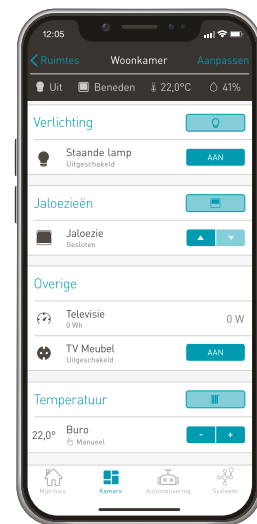 12:05
Ruimtes Woonkamer Aanpassen
Uit Beneden 22,0°C 41%
Verlichting
Staande lamp
Uitgeschakeld
AAN
Jaloezieën
Jaloezie
Gesloten
Overige
Televisie
0 Wh
0 W
TV Meubel
Uitgeschakeld
AAN
Temperatuur
22,0°
Buro
Manueel
- +
Mijn huis Kamers Automatisering Systeem